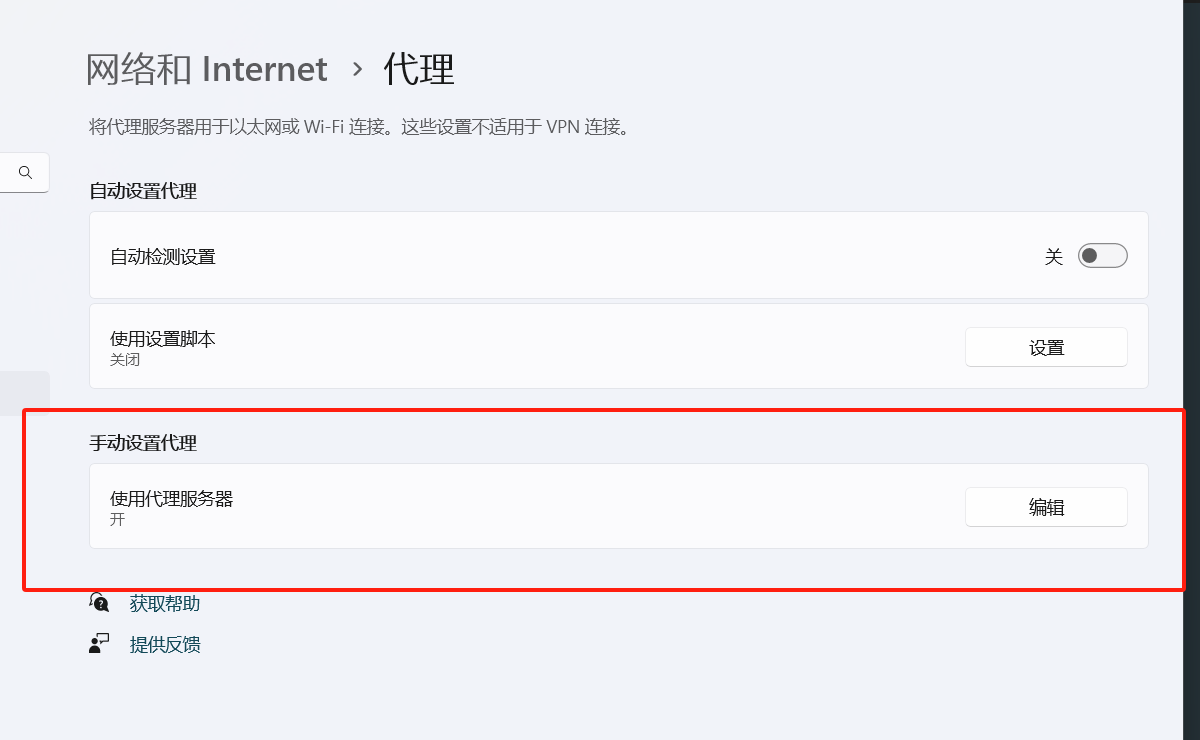 网络和 Internet › 代理
将代理服务器用于以太网或 Wi-Fi 连接。这些设置不适用于 VPN 连接。
自动设置代理
自动检测设置
关
使用设置脚本
关闭
设置
手动设置代理
使用代理服务器
开
编辑
获取帮助
提供反馈